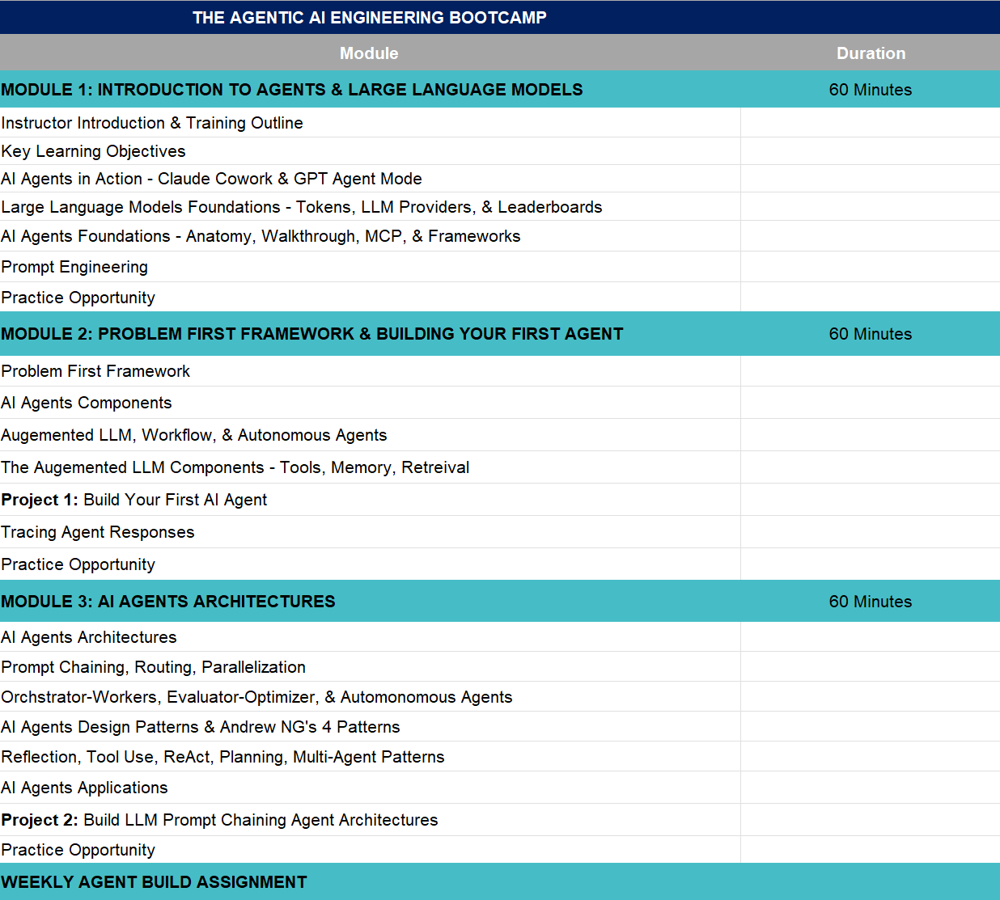 THE AGENTIC AI ENGINEERING BOOTCAMP
Module Duration
MODULE 1: INTRODUCTION TO AGENTS & LARGE LANGUAGE MODELS 60 Minutes
Instructor Introduction & Training Outline
Key Learning Objectives
AI Agents in Action - Claude Cowork & GPT Agent Mode
Large Language Models Foundations - Tokens, LLM Providers, & Leaderboards
AI Agents Foundations - Anatomy, Walkthrough, MCP, & Frameworks
Prompt Engineering
Practice Opportunity
MODULE 2: PROBLEM FIRST FRAMEWORK & BUILDING YOUR FIRST AGENT 60 Minutes
Problem First Framework
AI Agents Components
Augemented LLM, Workflow, & Autonomous Agents
The Augemented LLM Components - Tools, Memory, Retreival
Project 1: Build Your First AI Agent
Tracing Agent Responses
Practice Opportunity
MODULE 3: AI AGENTS ARCHITECTURES 60 Minutes
AI Agents Architectures
Prompt Chaining, Routing, Parallelization
Orchstrator-Workers, Evaluator-Optimizer, & Automonomous Agents
AI Agents Design Patterns & Andrew NG's 4 Patterns
Reflection, Tool Use, ReAct, Planning, Multi-Agent Patterns
AI Agents Applications
Project 2: Build LLM Prompt Chaining Agent Architectures
Practice Opportunity
WEEKLY AGENT BUILD ASSIGNMENT